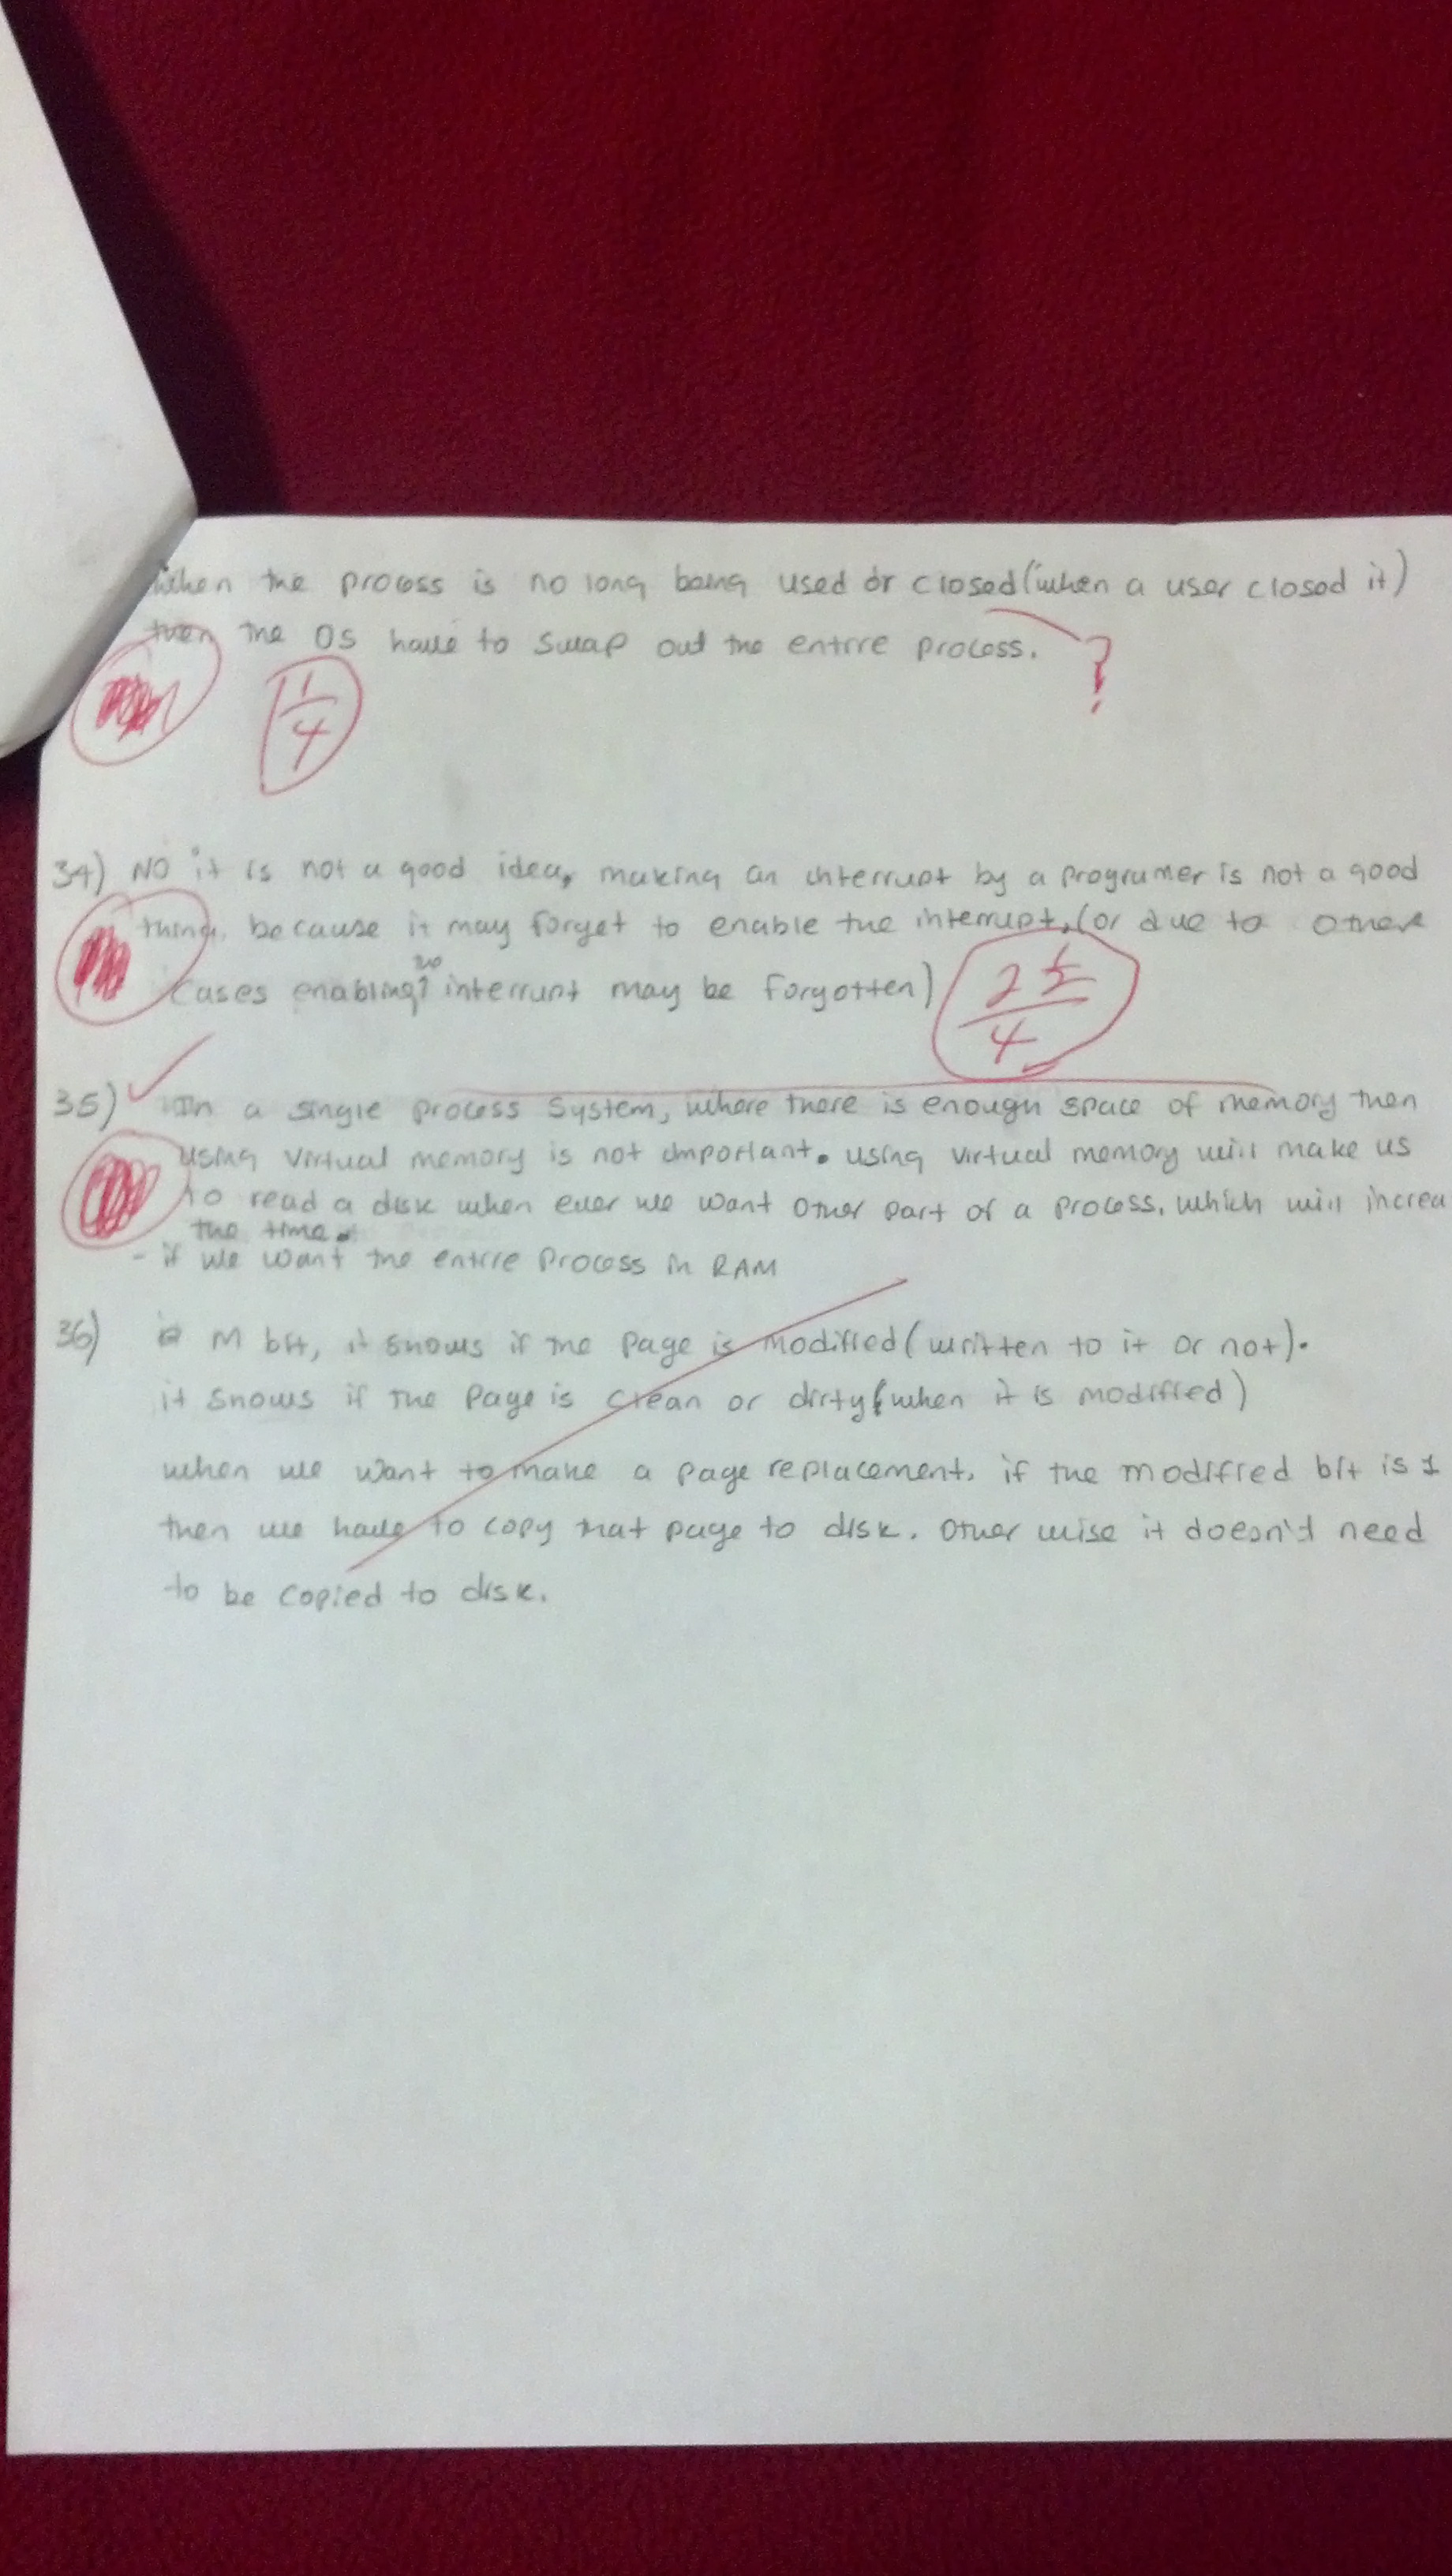 When the process is no long being used or closed (when a user closed it)
then the OS have to swap out the entire process.
?
1/4
34) No it is not a good idea, making an interrupt by a programer is not a good
thing. because it may forget to enable the interrupt, (or due to other
cases enabling interrupt may be forgotten)
2 1/2 / 4
35) In a single process system, where there is enough space of memory then
using virtual memory is not important. using virtual memory will make us
to read a disk when ever we want other part of a process, which will increa
the time.
- if we want the entire process in RAM
36) M bit, it shows if the page is modified (written to it or not).
it shows if the page is clean or dirty (when it is modified)
when we want to make a page replacement. if the modified bit is 1
then we have to copy that page to disk. other wise it doesn't need
to be copied to disk.